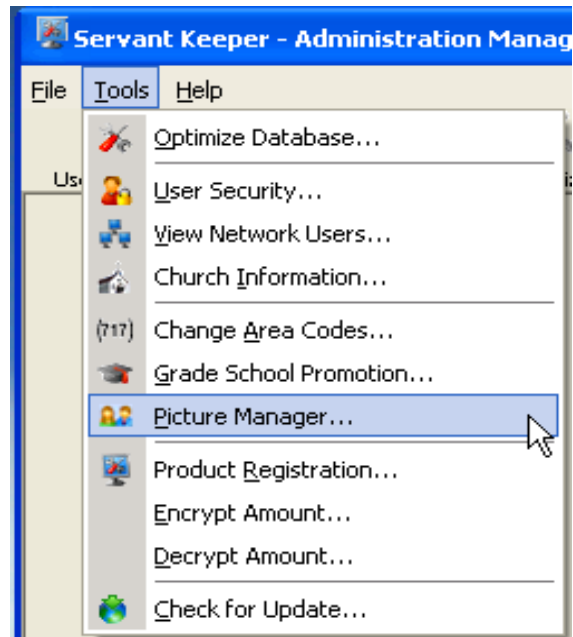 Servant Keeper - Administration Manag
File Tools Help
Optimize Database...
Us
User Security...
View Network Users...
Church Information...
(717) Change Area Codes...
Grade School Promotion...
Picture Manager...
Product Registration...
Encrypt Amount...
Decrypt Amount...
Check for Update...